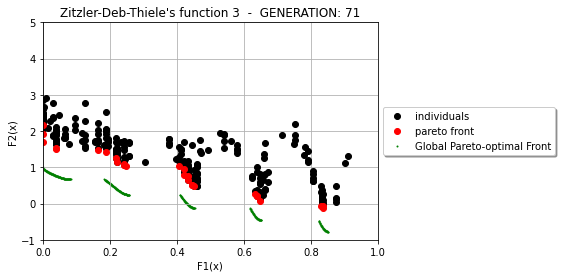 Zitzler-Deb-Thiele's function 3 - GENERATION: 71
5
4
3
2
1
0
−1
F2(x)
0.0 0.2 0.4 0.6 0.8 1.0
F1(x)
individuals
pareto front
Global Pareto-optimal Front